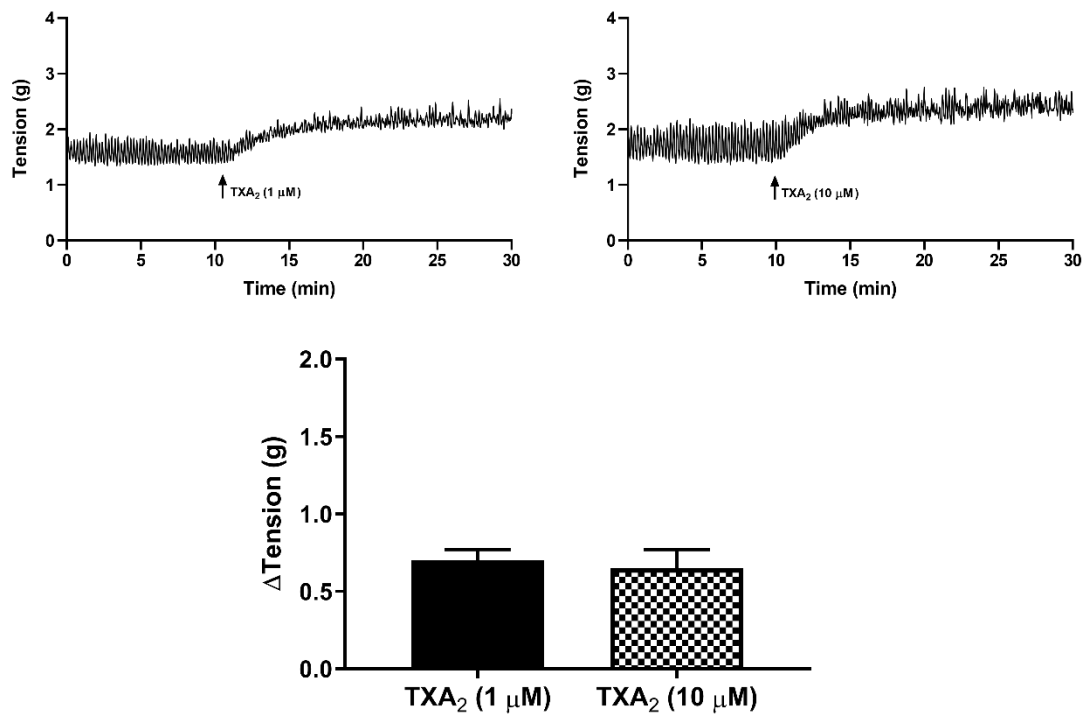 Tension (g)
4
3
2
1
0
TXA₂ (1 μM)
0 5 10 15 20 25 30
Time (min)
Tension (g)
4
3
2
1
0
TXA₂ (10 μM)
0 5 10 15 20 25 30
Time (min)
ΔTension (g)
2.0
1.5
1.0
0.5
0.0
TXA₂ (1 μM) TXA₂ (10 μM)